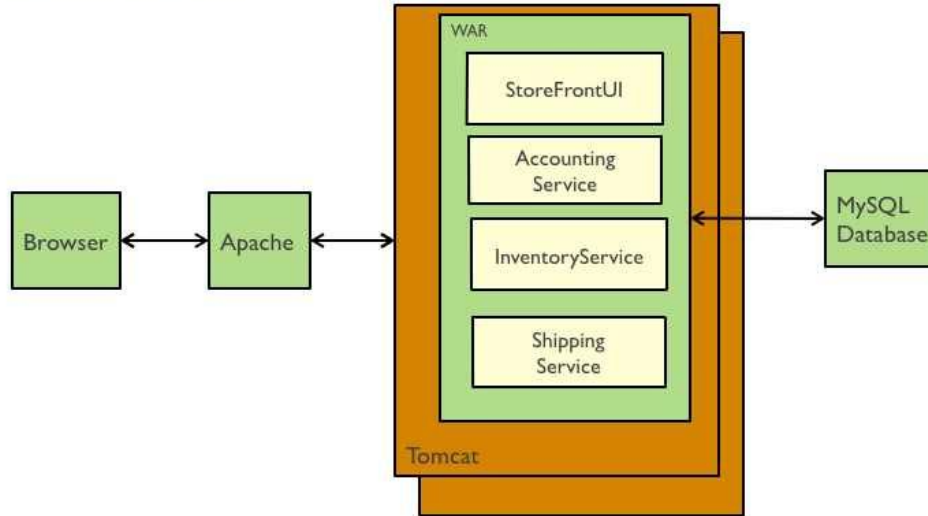 WAR
StoreFrontUI
Accounting
Service
InventoryService
Shipping
Service
Tomcat
Browser
Apache
MySQL
Database